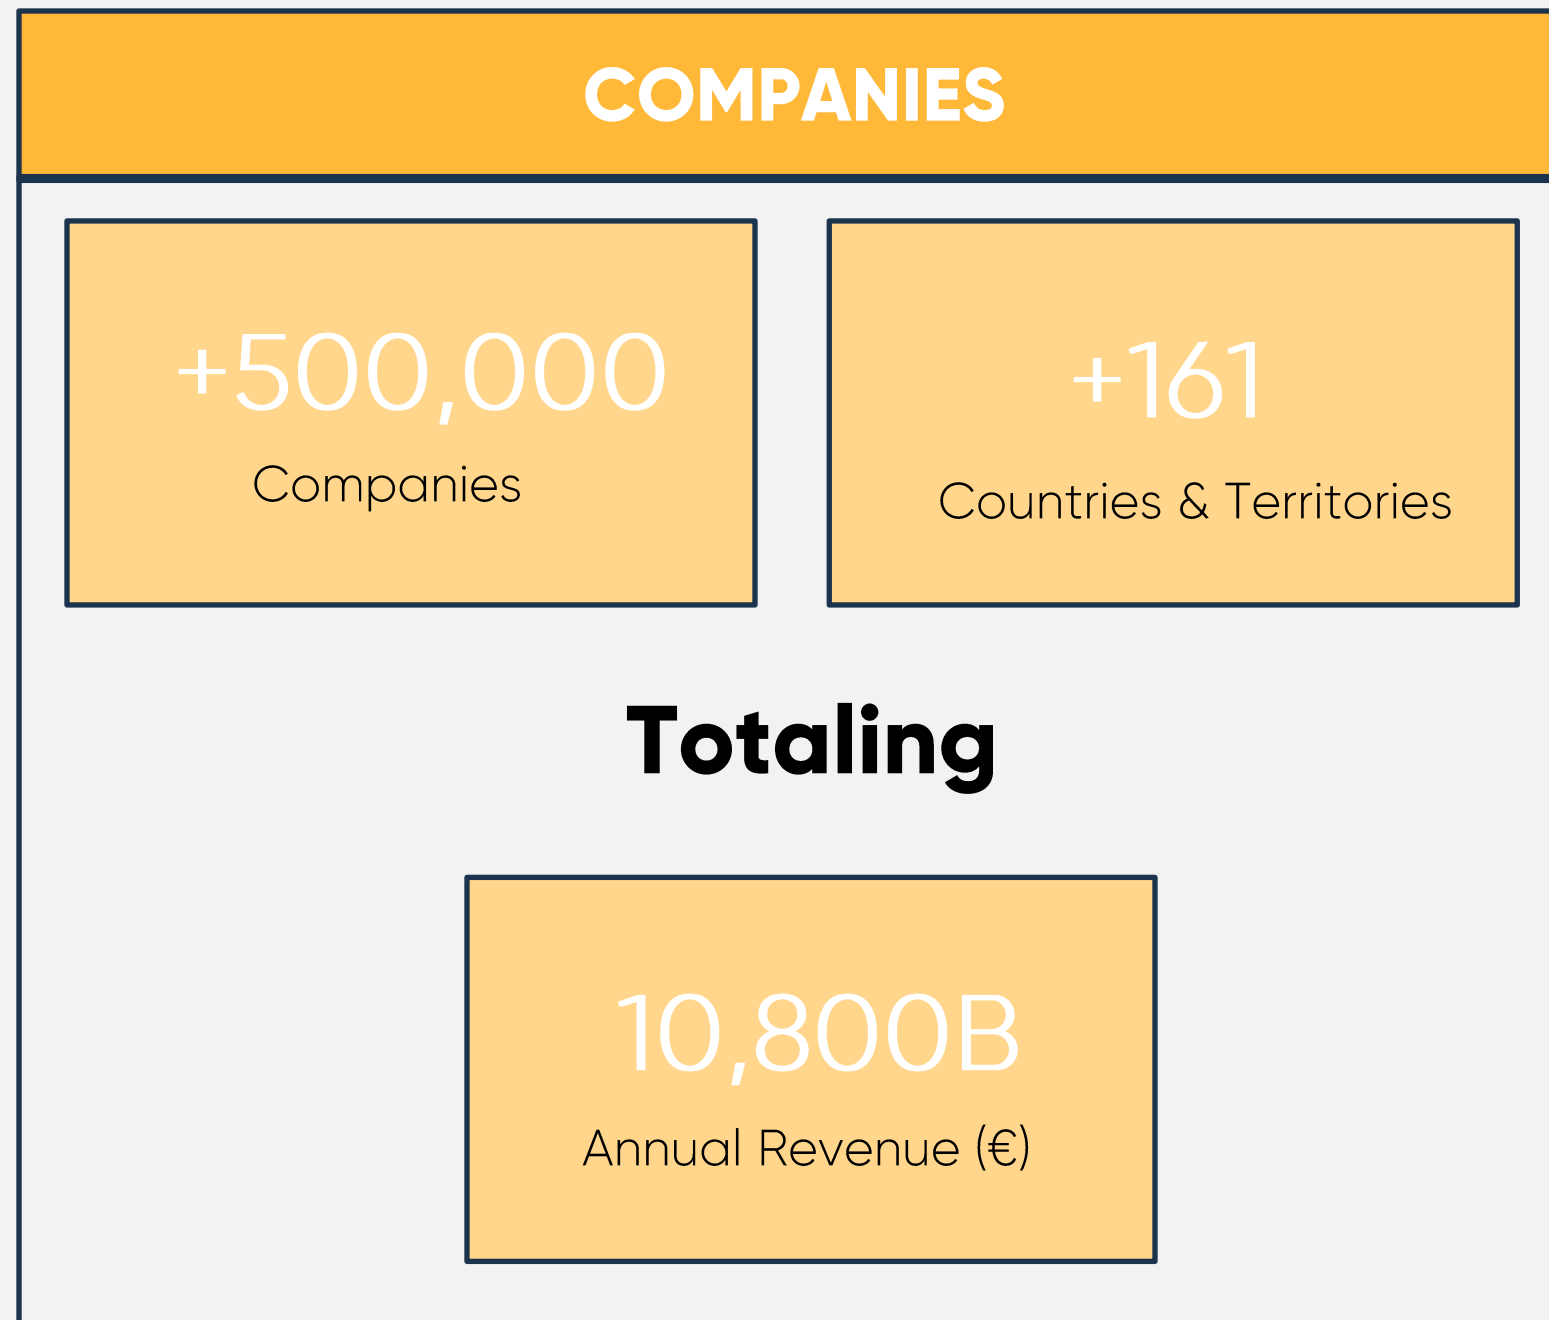 COMPANIES
+500,000
Companies
+161
Countries & Territories
Totaling
10,800B
Annual Revenue (€)